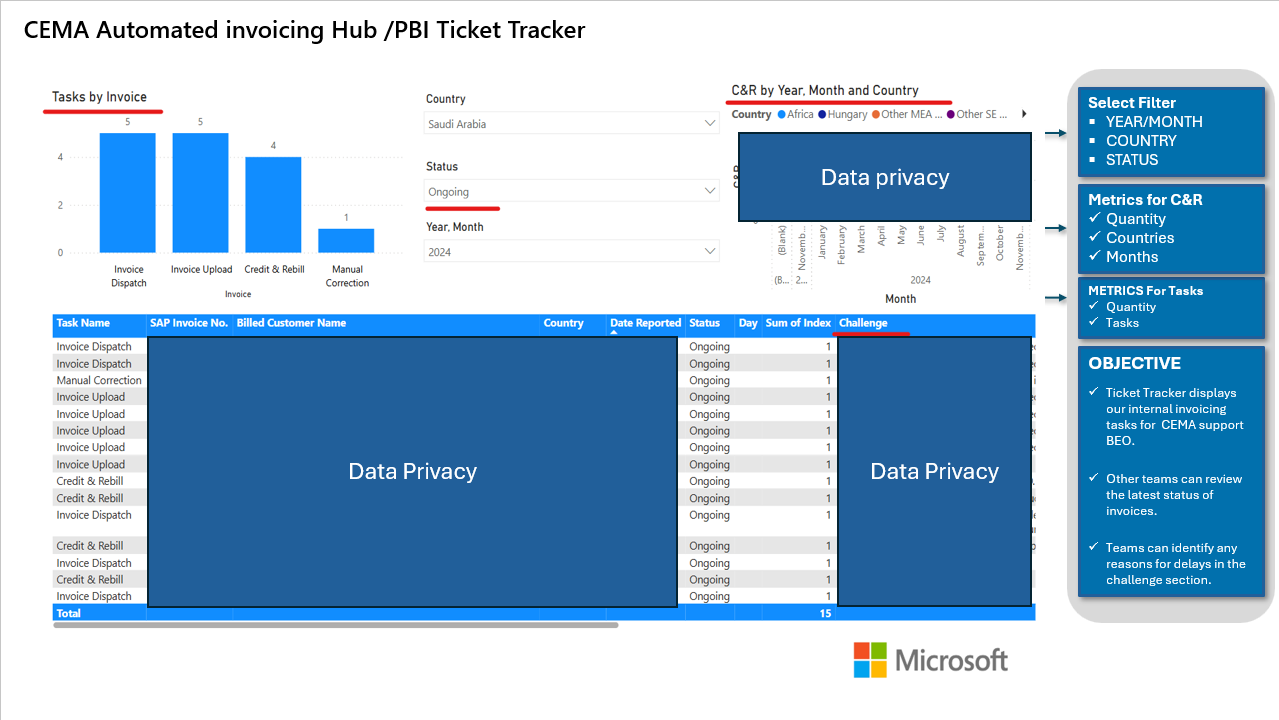 CEMA Automated invoicing Hub /PBI Ticket Tracker
Tasks by Invoice
5
5
4
1
4
2
0
Invoice Dispatch
Invoice Upload
Credit & Rebill
Manual Correction
Invoice
Country
Saudi Arabia
Status
Ongoing
Year, Month
2024
C&R by Year, Month and Country
Country Africa Hungary Other MEA ... Other SE ...
Data privacy
(Blank)
Novemb...
January
February
March
April
May
June
July
August
Septem...
October
Novemb...
(B...
2...
2024
Month
Task Name SAP Invoice No. Billed Customer Name Country Date Reported Status Day Sum of Index Challenge
Invoice Dispatch Ongoing 1
Invoice Dispatch Ongoing 1
Manual Correction Ongoing 1
Invoice Upload Ongoing 1
Invoice Upload Ongoing 1
Invoice Upload Ongoing 1
Invoice Upload Ongoing 1
Invoice Upload Ongoing 1
Credit & Rebill Ongoing 1
Credit & Rebill Ongoing 1
Invoice Dispatch Ongoing 1
Credit & Rebill Ongoing 1
Invoice Dispatch Ongoing 1
Credit & Rebill Ongoing 1
Invoice Dispatch Ongoing 1
Total 15
Data Privacy
Data Privacy
Select Filter
YEAR/MONTH
COUNTRY
STATUS
Metrics for C&R
Quantity
Countries
Months
METRICS For Tasks
Quantity
Tasks
OBJECTIVE
Ticket Tracker displays
our internal invoicing
tasks for CEMA support
BEO.
Other teams can review
the latest status of
invoices.
Teams can identify any
reasons for delays in the
challenge section.
Microsoft